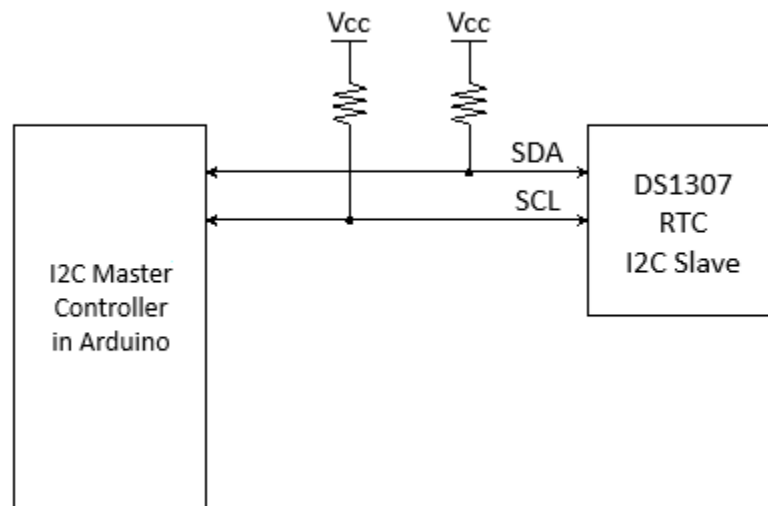 Vcc
Vcc
SDA
SCL
DS1307
RTC
I2C Slave
I2C Master
Controller
in Arduino